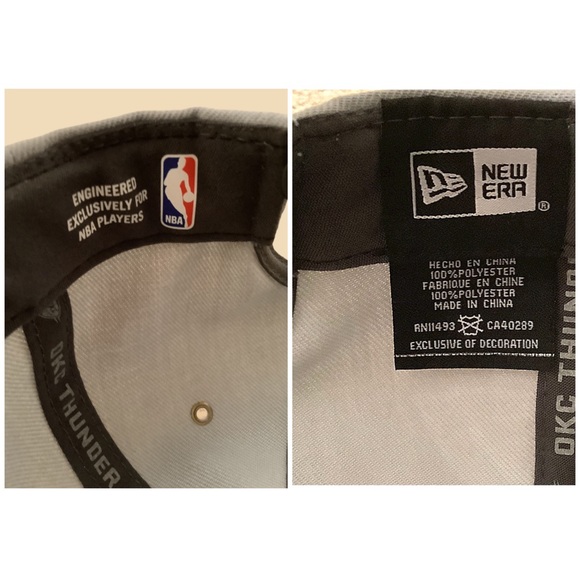 ENGINEERED
EXCLUSIVELY FOR
NBA PLAYERS
NBA
OKC THUNDER
NEW
ERA
®
HECHO EN CHINA
100%POLYESTER
FABRIQUE EN CHINE
100%POLYESTER
MADE IN CHINA
RN11493 CA40289
EXCLUSIVE OF DECORATION
OKC THUN